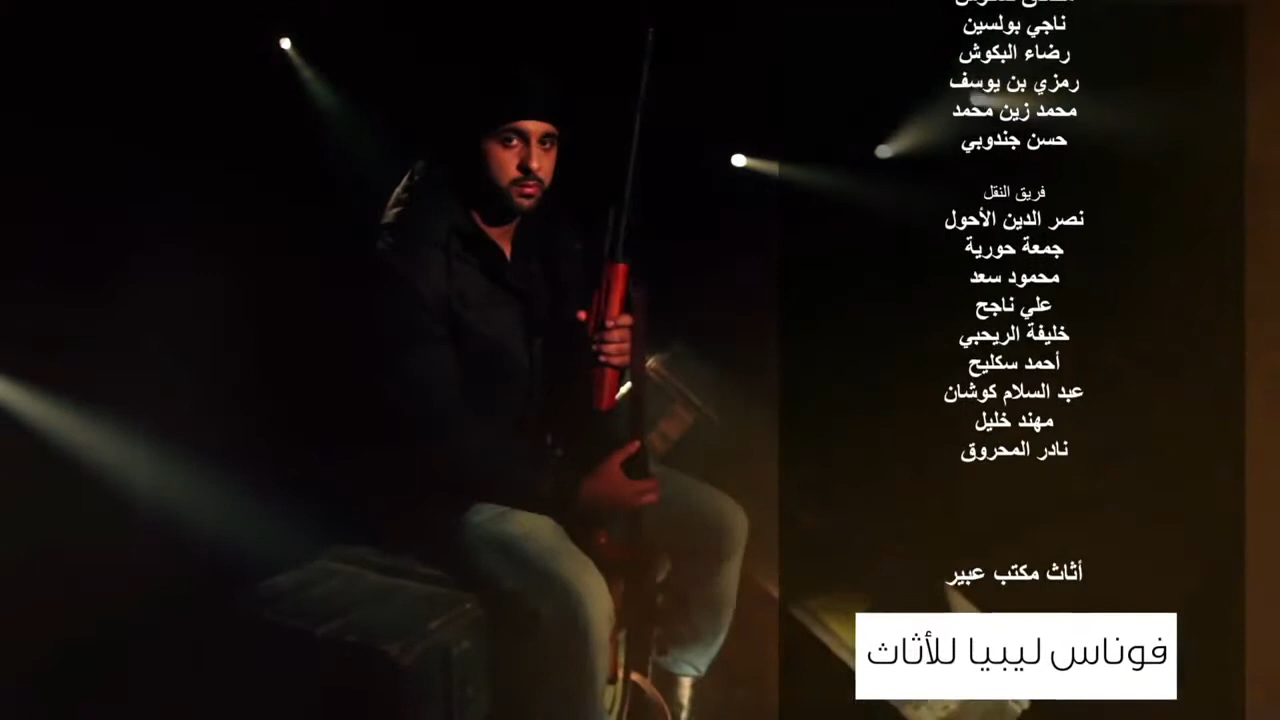 ناجي بولسين
رضاء البكوش
رمزي بن يوسف
محمد زين محمد
حسن جندوبي
فريق النقل
نصر الدين الأحول
جمعة حورية
محمود سعد
علي ناجح
خليفة الريحبي
أحمد سكليح
عبد السلام كوشان
مهند خليل
نادر المحروق
أثاث مكتب عبير
فوناس ليبيا للأثاث